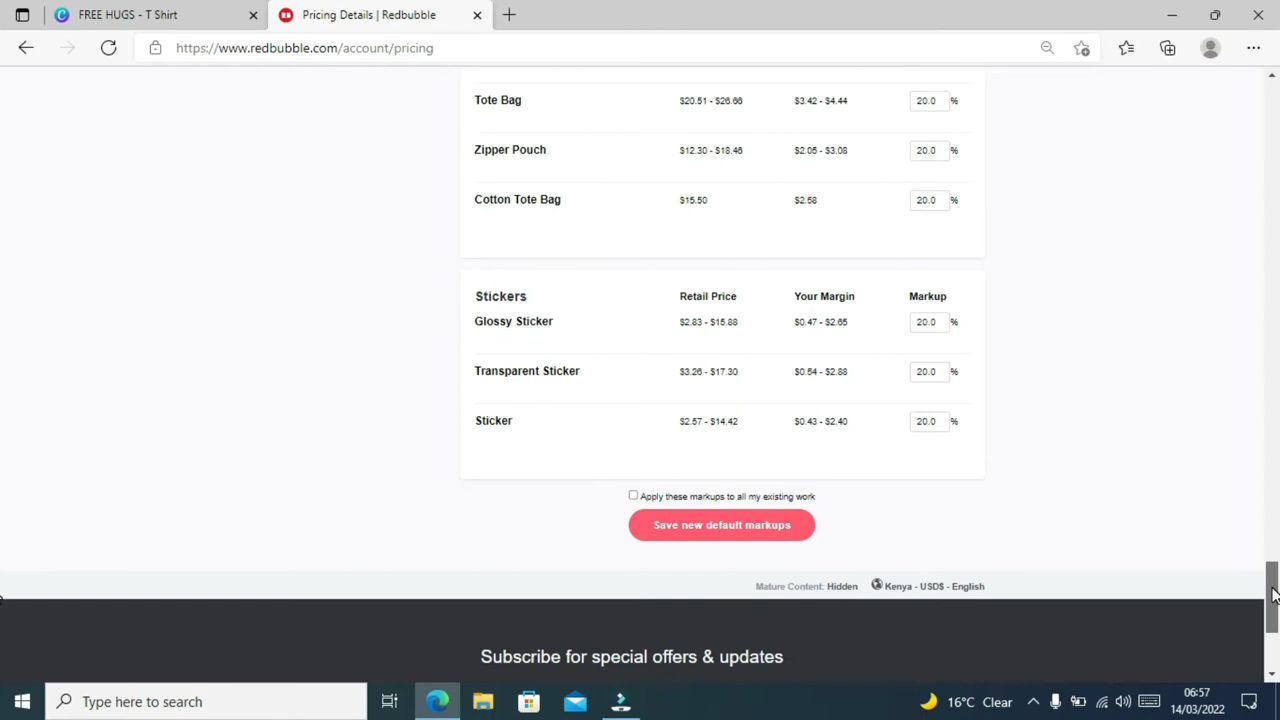 FREE HUGS - T Shirt
Pricing Details | Redbubble
https://www.redbubble.com/account/pricing
Tote Bag $20.51 - $26.66 $3.42 - $4.44 20.0 %
Zipper Pouch $12.30 - $18.46 $2.05 - $3.08 20.0 %
Cotton Tote Bag $15.50 $2.58 20.0 %
Stickers Retail Price Your Margin Markup
Glossy Sticker $2.83 - $15.88 $0.47 - $2.65 20.0 %
Transparent Sticker $3.26 - $17.30 $0.54 - $2.88 20.0 %
Sticker $2.57 - $14.42 $0.43 - $2.40 20.0 %
Apply these markups to all my existing work
Save new default markups
Mature Content: Hidden Kenya - USD$ - English
Subscribe for special offers & updates
Type here to search
16°C Clear
06:57
14/03/2022